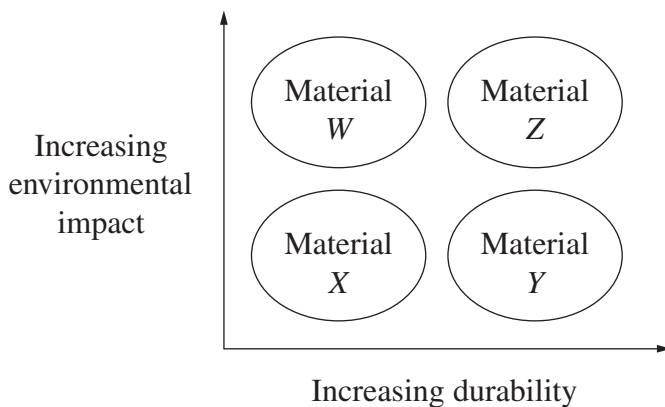 Increasing
environmental
impact
Material
W
Material
Z
Material
X
Material
Y
Increasing durability